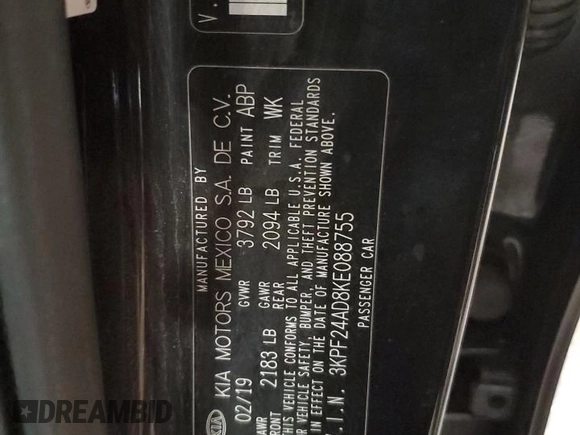 MANUFACTURED BY
KIA KIA MOTORS MEXICO S.A. DE C.V.
02/19 GVWR 3792 LB PAINT ABP
GAWR FRONT 2183 LB GAWR REAR 2094 LB TRIM WK
THIS VEHICLE CONFORMS TO ALL APPLICABLE U.S.A. FEDERAL
MOTOR VEHICLE SAFETY, BUMPER, AND THEFT PREVENTION STANDARDS
IN EFFECT ON THE DATE OF MANUFACTURE SHOWN ABOVE.
V.I.N. 3KPF24AD8KE088755
PASSENGER CAR
V.
DREAMBID